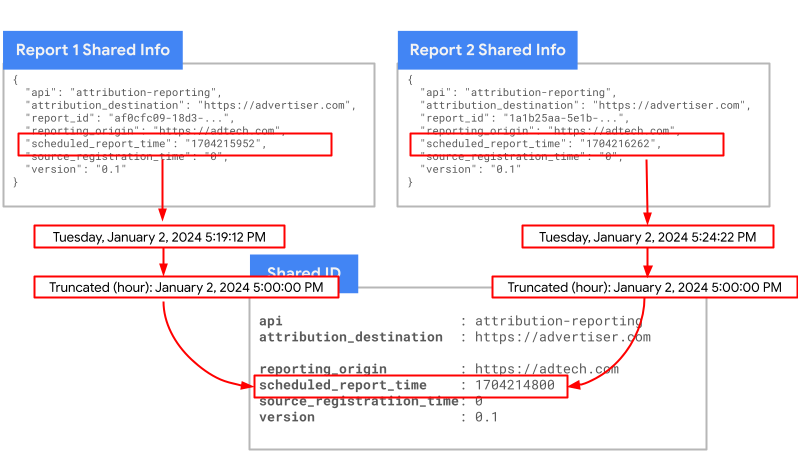 Report 1 Shared Info
{
"api": "attribution-reporting",
"attribution_destination": "https://advertiser.com",
"report_id": "af0cfc09-18d3-...",
"reporting_origin": "https://adtech.com",
"scheduled_report_time": "1704215952",
"source_registration_time": "0",
"version": "0.1"
}
Tuesday, January 2, 2024 5:19:12 PM
Truncated (hour): January 2, 2024 5:00:00 PM
Report 2 Shared Info
{
"api": "attribution-reporting",
"attribution_destination": "https://advertiser.com",
"report_id": "1a1b25aa-5e1b-...",
"reporting_origin": "https://adtech.com",
"scheduled_report_time": "1704216262",
"source_registration_time": "0",
"version": "0.1"
}
Tuesday, January 2, 2024 5:24:22 PM
Truncated (hour): January 2, 2024 5:00:00 PM
Shared ID
api : attribution-reporting
attribution_destination : https://advertiser.com
reporting_origin : https://adtech.com
scheduled_report_time : 1704214800
source_registratiion_time: 0
version : 0.1